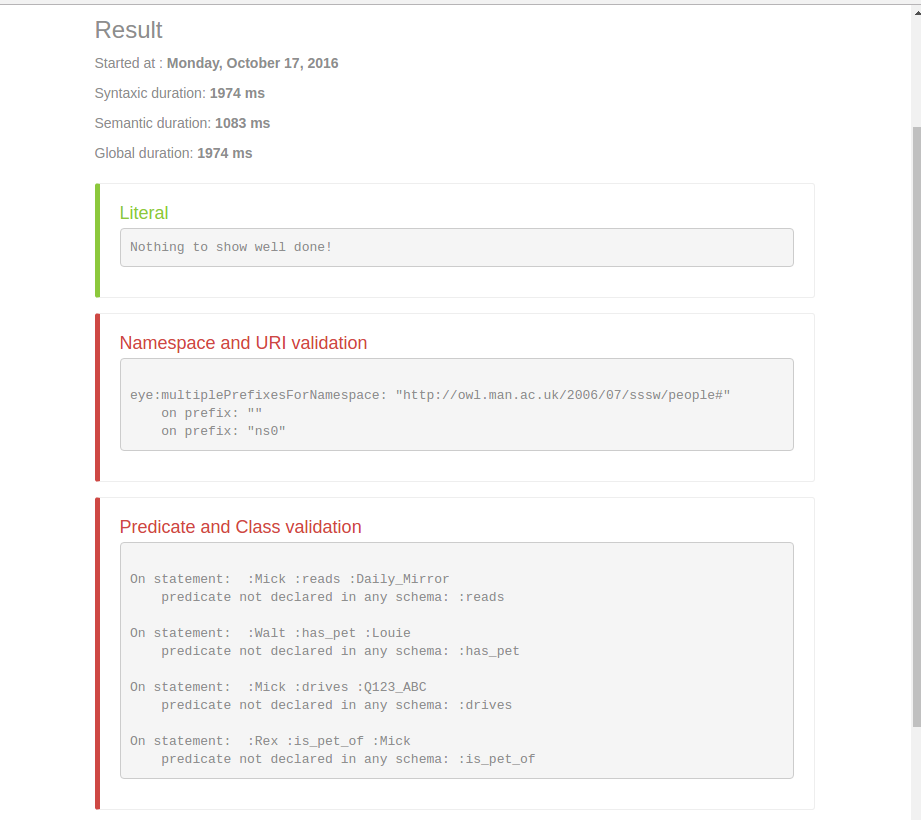 Result
Started at : Monday, October 17, 2016
Syntaxic duration: 1974 ms
Semantic duration: 1083 ms
Global duration: 1974 ms
Literal
Nothing to show well done!
Namespace and URI validation
eye:multiplePrefixesForNamespace: "http://owl.man.ac.uk/2006/07/sssw/people#"
    on prefix: ""
    on prefix: "ns0"
Predicate and Class validation
On statement:  :Mick :reads :Daily_Mirror
    predicate not declared in any schema: :reads
On statement:  :Walt :has_pet :Louie
    predicate not declared in any schema: :has_pet
On statement:  :Mick :drives :Q123_ABC
    predicate not declared in any schema: :drives
On statement:  :Rex :is_pet_of :Mick
    predicate not declared in any schema: :is_pet_of